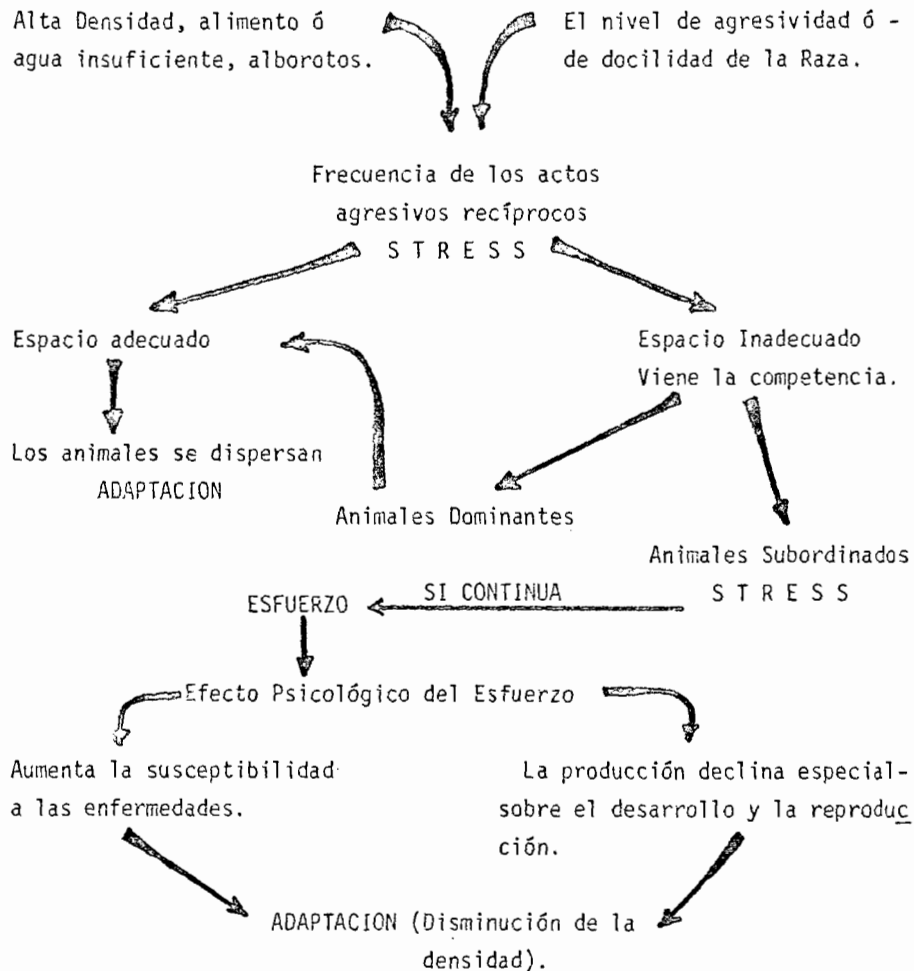 Alta Densidad, alimento ó
agua insuficiente, alborotos.
El nivel de agresividad ó -
de docilidad de la Raza.
Frecuencia de los actos
agresivos recíprocos
S T R E S S
Espacio adecuado
Espacio Inadecuado
Viene la competencia.
Los animales se dispersan
ADAPTACION
Animales Dominantes
Animales Subordinados
S T R E S S
SI CONTINUA
ESFUERZO
Efecto Psicológico del Esfuerzo
Aumenta la susceptibilidad
a las enfermedades.
La producción declina especial-
sobre el desarrollo y la reproduc
ción.
ADAPTACION (Disminución de la
densidad).